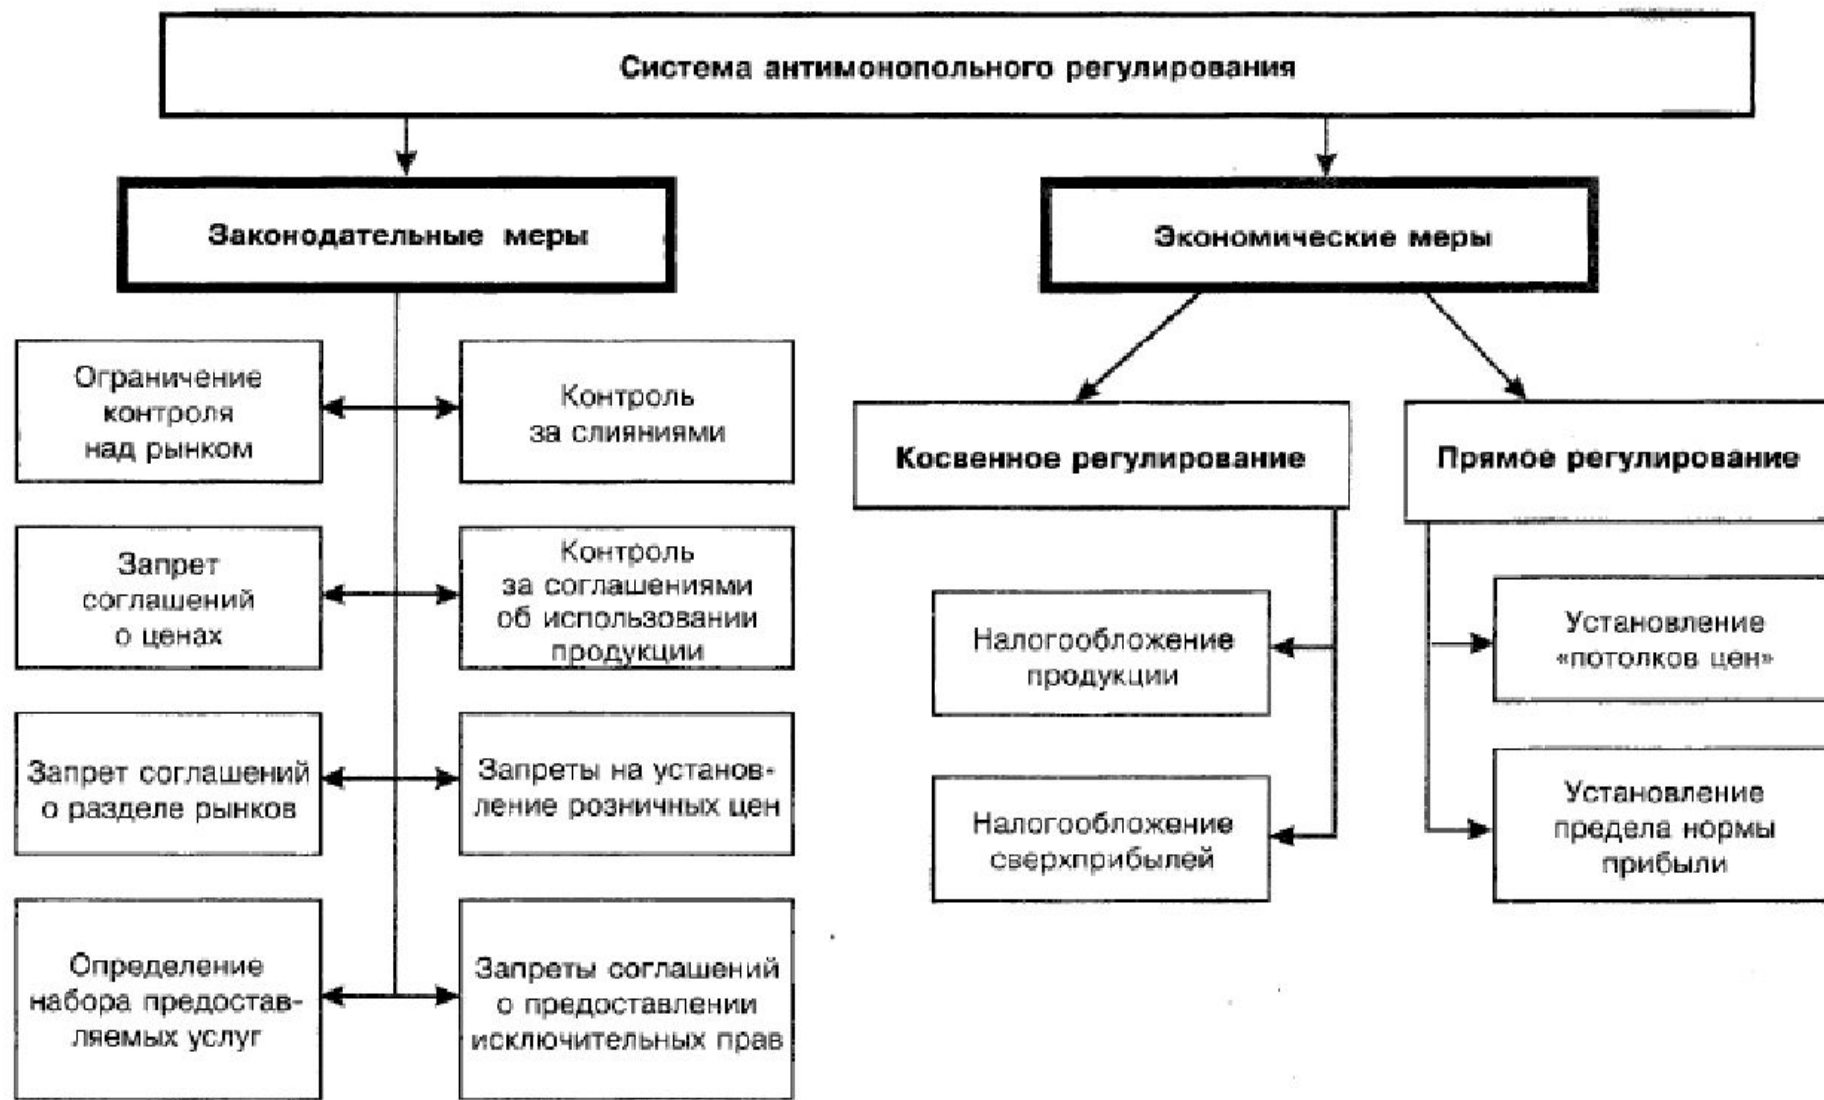 Система антимонопольного регулирования
Законодательные меры
Экономические меры
Ограничение
контроля
над рынком
Контроль
за слияниями
Запрет
соглашений
о ценах
Контроль
за соглашениями
об использовании
продукции
Запрет соглашений
о разделе рынков
Запреты на установ-
ление розничных цен
Определение
набора предостав-
ляемых услуг
Запреты соглашений
о предоставлении
исключительных прав
Косвенное регулирование
Прямое регулирование
Налогообложение
продукции
Налогообложение
сверхприбылей
Установление
«потолков цен»
Установление
предела нормы
прибыли